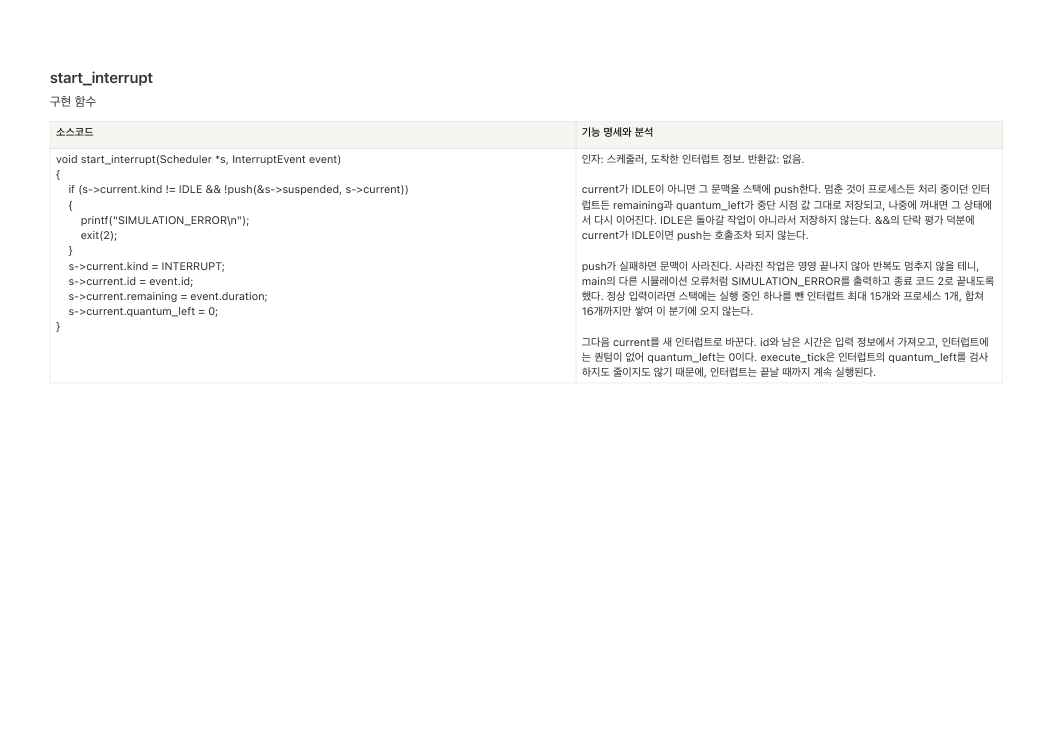 start_interrupt
구현 함수
소스코드
기능 명세와 분석
void start_interrupt(Scheduler *s, InterruptEvent event)
{
    if (s->current.kind != IDLE && !push(&s->suspended, s->current))
    {
        printf("SIMULATION_ERROR\n");
        exit(2);
    }
    s->current.kind = INTERRUPT;
    s->current.id = event.id;
    s->current.remaining = event.duration;
    s->current.quantum_left = 0;
}
인자: 스케줄러, 도착한 인터럽트 정보. 반환값: 없음.
current가 IDLE이 아니면 그 문맥을 스택에 push한다. 멈춘 것이 프로세스든 처리 중이던 인터
럽트든 remaining과 quantum_left가 중단 시점 값 그대로 저장되고, 나중에 꺼내면 그 상태에
서 다시 이어진다. IDLE은 돌아갈 작업이 아니라서 저장하지 않는다. &&의 단락 평가 덕분에
current가 IDLE이면 push는 호출조차 되지 않는다.
push가 실패하면 문맥이 사라진다. 사라진 작업은 영영 끝나지 않아 반복도 멈추지 않을 테니,
main의 다른 시뮬레이션 오류처럼 SIMULATION_ERROR를 출력하고 종료 코드 2로 끝내도록
했다. 정상 입력이라면 스택에는 실행 중인 하나를 뺀 인터럽트 최대 15개와 프로세스 1개, 합쳐
16개까지만 쌓여 이 분기에 오지 않는다.
그다음 current를 새 인터럽트로 바꾼다. id와 남은 시간은 입력 정보에서 가져오고, 인터럽트에
는 퀀텀이 없어 quantum_left는 0이다. execute_tick은 인터럽트의 quantum_left를 검사
하지도 줄이지도 않기 때문에, 인터럽트는 끝날 때까지 계속 실행된다.